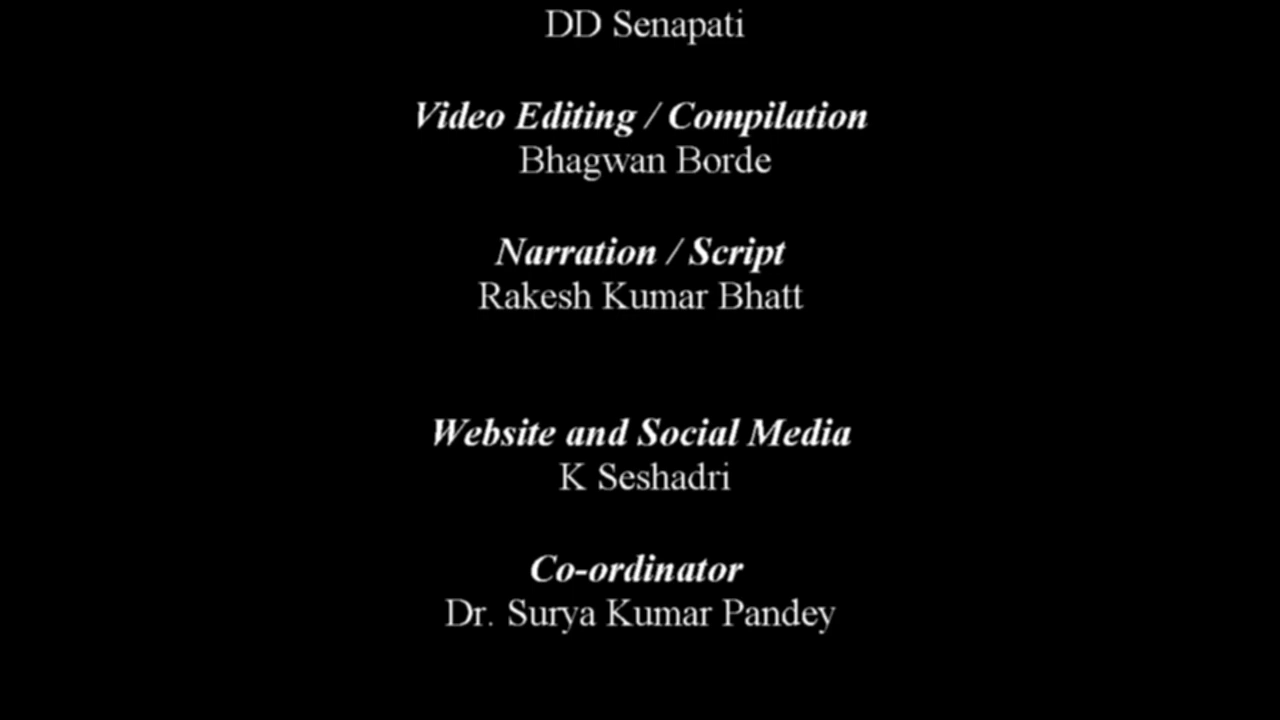 DD Senapati
Video Editing / Compilation
Bhagwan Borde
Narration / Script
Rakesh Kumar Bhatt
Website and Social Media
K Seshadri
Co-ordinator
Dr. Surya Kumar Pandey